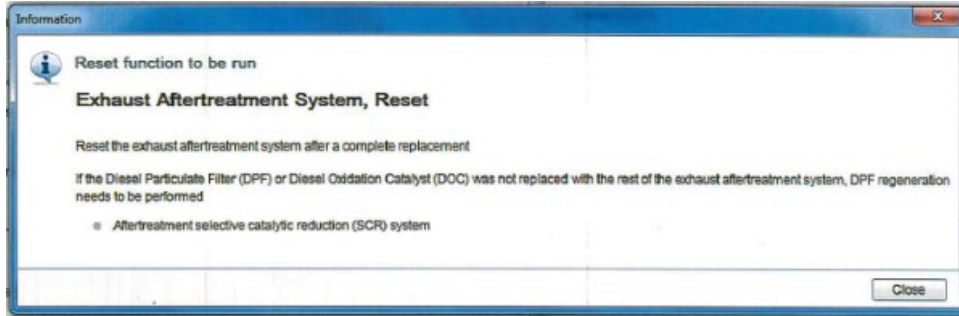 Information
Reset function to be run
Exhaust Aftertreatment System, Reset
Reset the exhaust aftertreatment system after a complete replacement
If the Diesel Particulate Filter (DPF) or Diesel Oxidation Catalyst (DOC) was not replaced with the rest of the exhaust aftertreatment system, DPF regeneration
needs to be performed
Aftertreatment selective catalytic reduction (SCR) system
Close